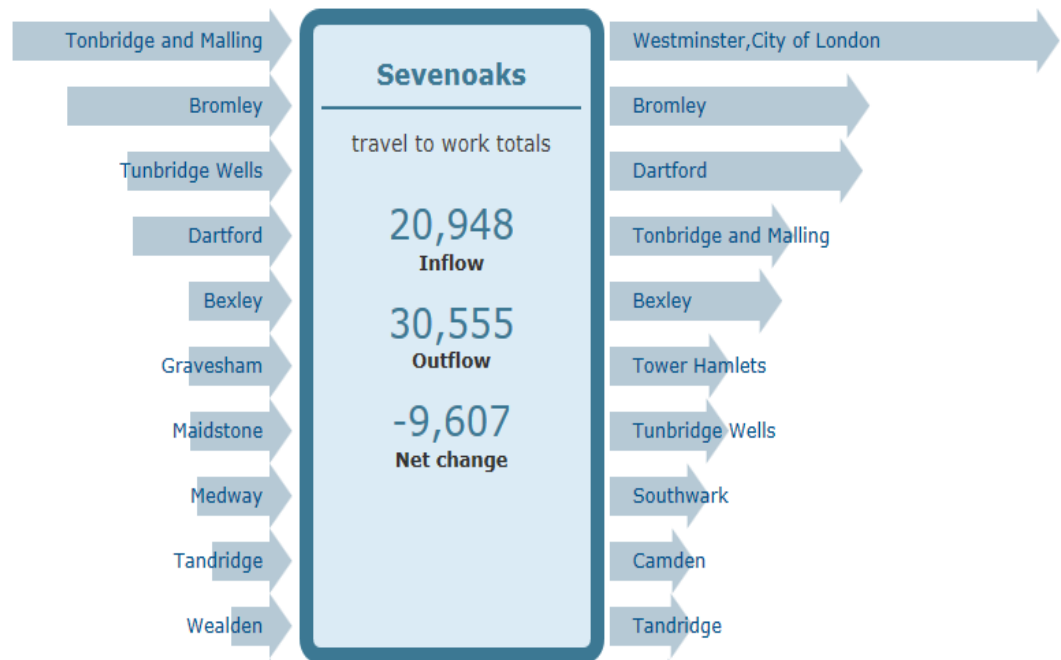 Tonbridge and Malling
Bromley
Tunbridge Wells
Dartford
Bexley
Gravesham
Maidstone
Medway
Tandridge
Wealden
Sevenoaks
travel to work totals
20,948
Inflow
30,555
Outflow
-9,607
Net change
Westminster,City of London
Bromley
Dartford
Tonbridge and Malling
Bexley
Tower Hamlets
Tunbridge Wells
Southwark
Camden
Tandridge